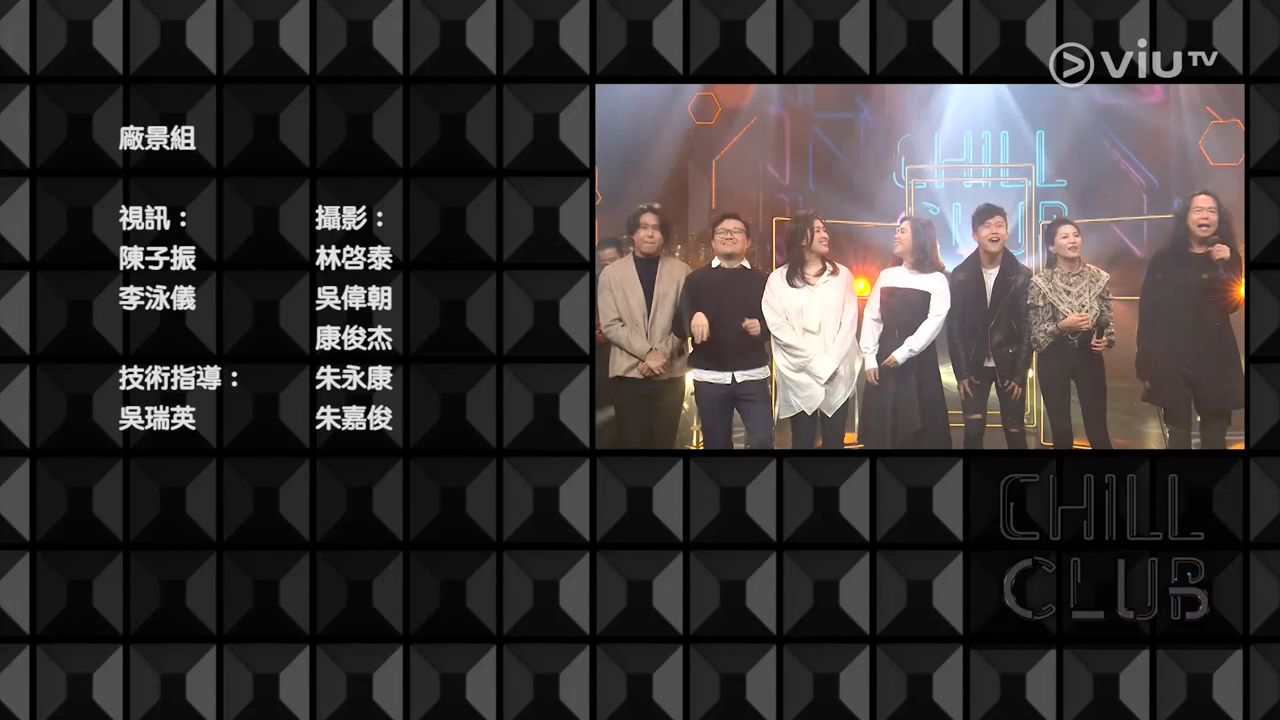 viuTV
廠景組
視訊：
陳子振
李泳儀
技術指導：
吳瑞英
攝影：
林啓泰
吳偉朝
康俊杰
朱永康
朱嘉俊
CHILL
CLUB
CHILL
CLUB